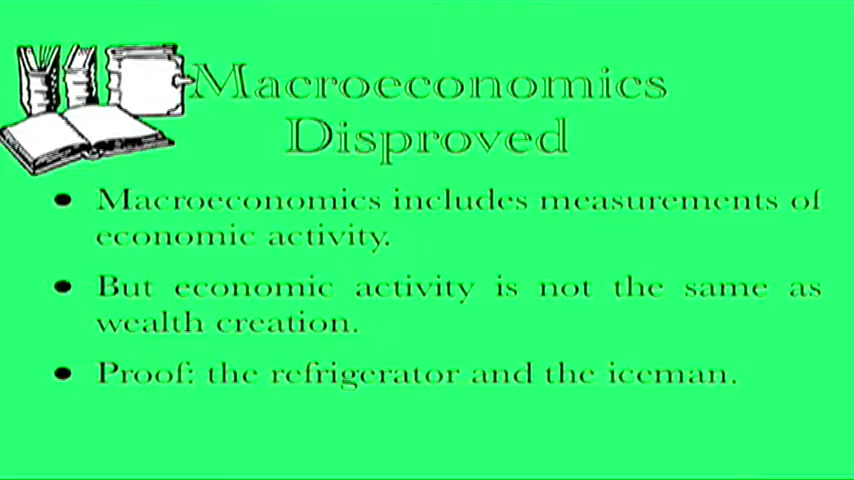 Macroeconomics
Disproved
• Macroeconomics includes measurements of
economic activity.
• But economic activity is not the same as
wealth creation.
• Proof: the refrigerator and the iceman.